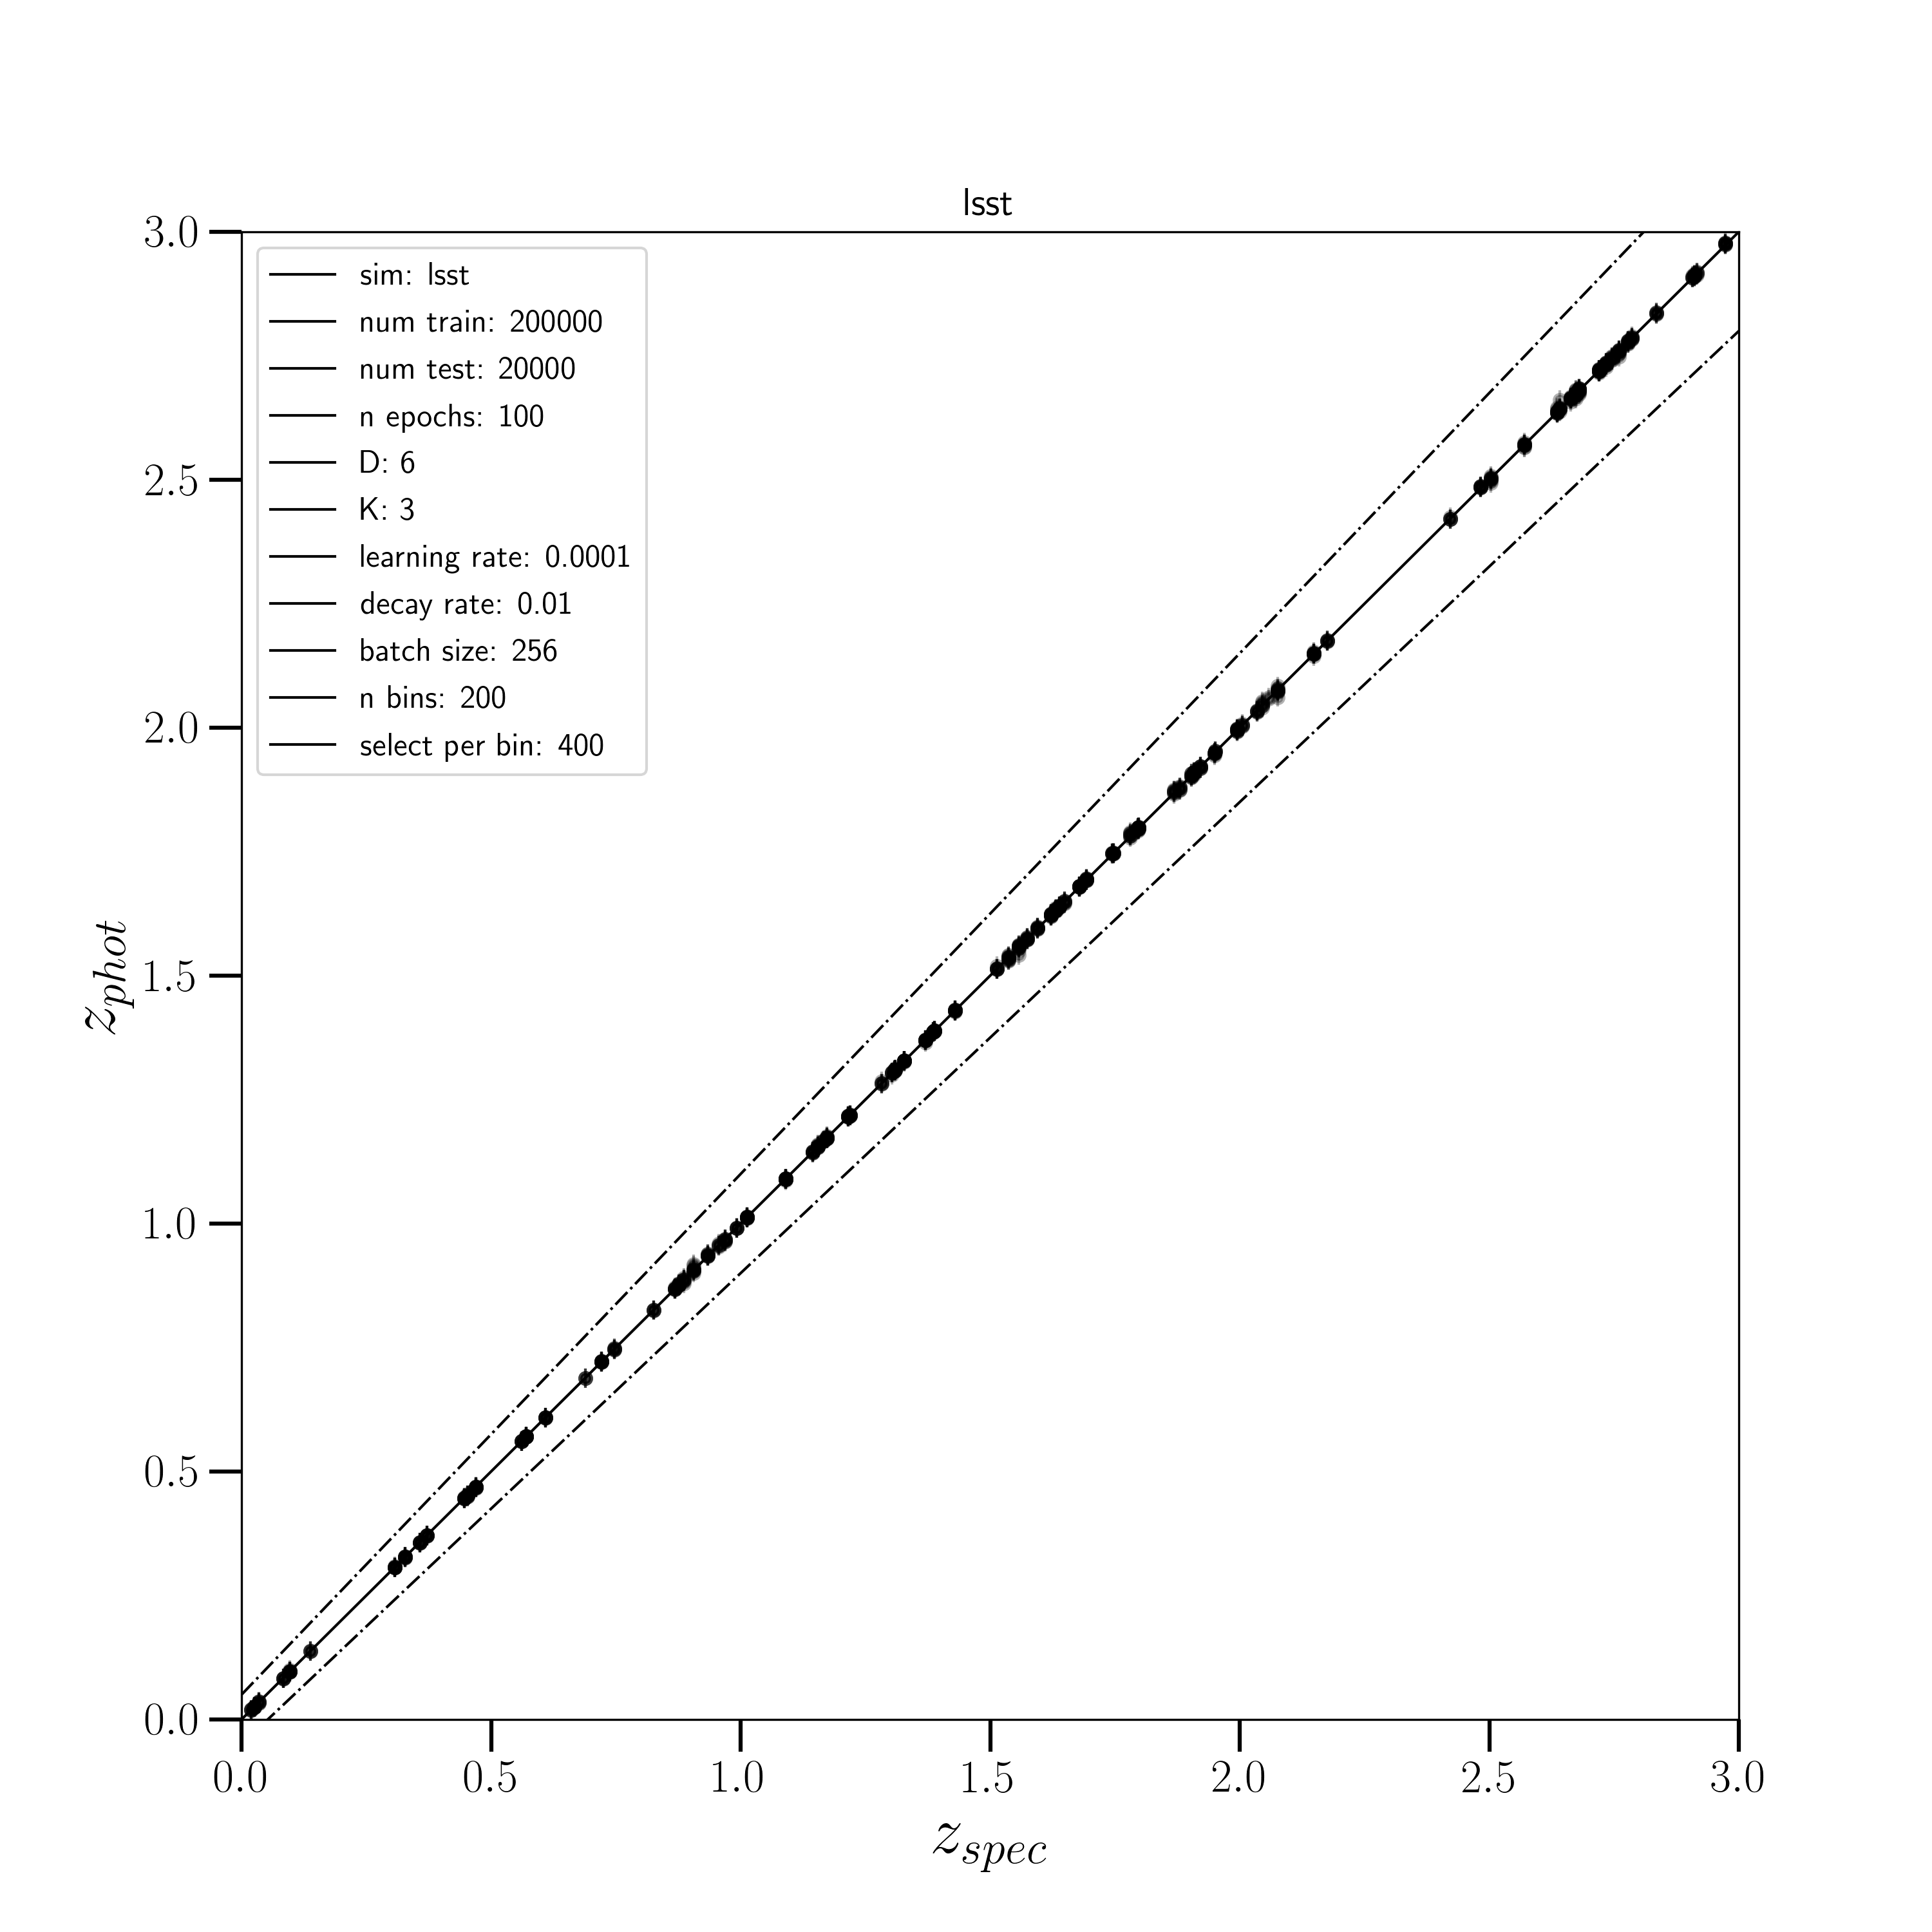 lsst
3.0
2.5
2.0
1.5
1.0
0.5
0.0
z_phot
sim: lsst
num train: 200000
num test: 20000
n epochs: 100
D: 6
K: 3
learning rate: 0.0001
decay rate: 0.01
batch size: 256
n bins: 200
select per bin: 400
0.0 0.5 1.0 1.5 2.0 2.5 3.0
z_spec